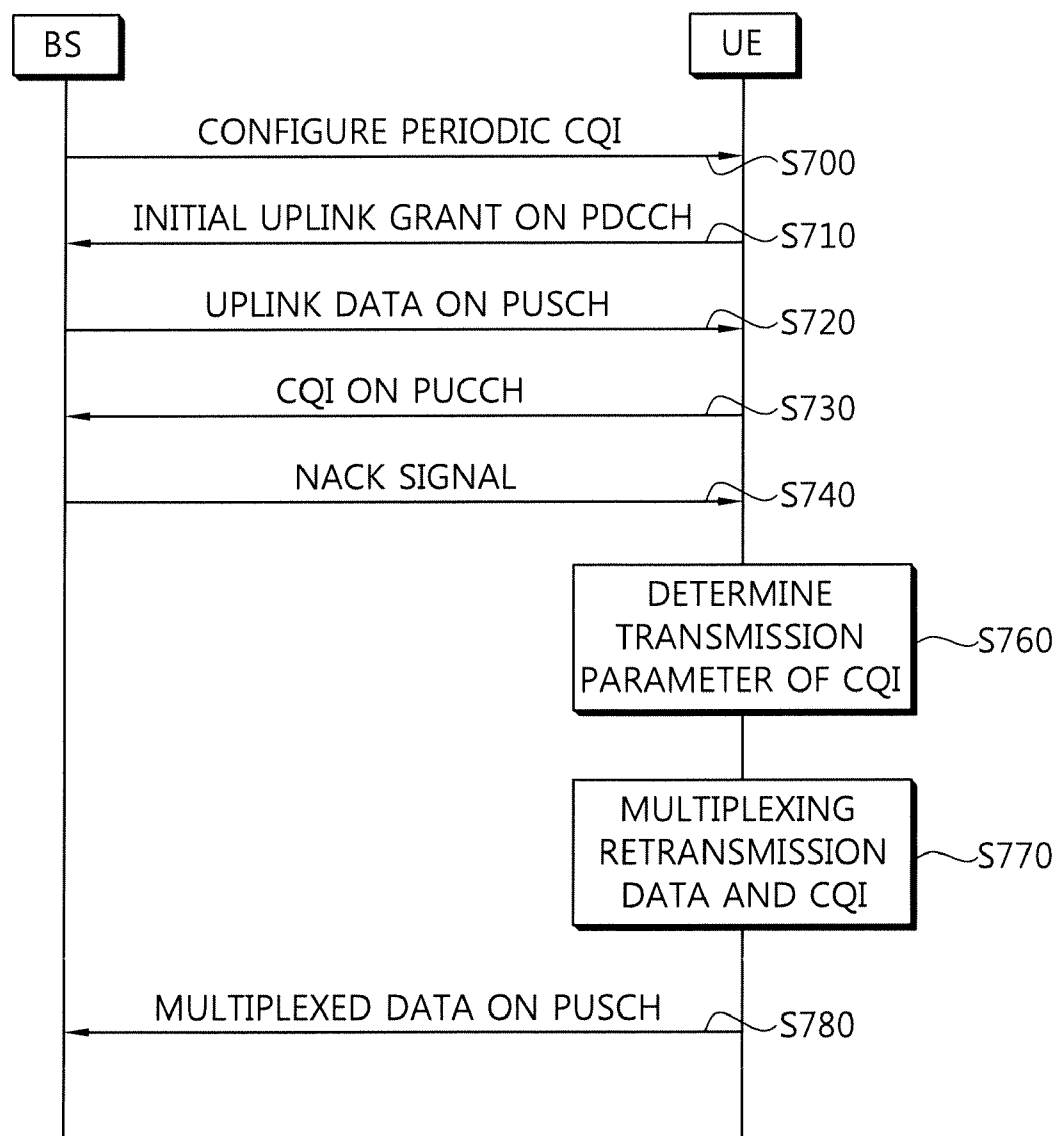 BS
UE
CONFIGURE PERIODIC CQI
S700
INITIAL UPLINK GRANT ON PDCCH
S710
UPLINK DATA ON PUSCH
S720
CQI ON PUCCH
S730
NACK SIGNAL
S740
DETERMINE
TRANSMISSION
PARAMETER OF CQI
S760
MULTIPLEXING
RETRANSMISSION
DATA AND CQI
S770
MULTIPLEXED DATA ON PUSCH
S780